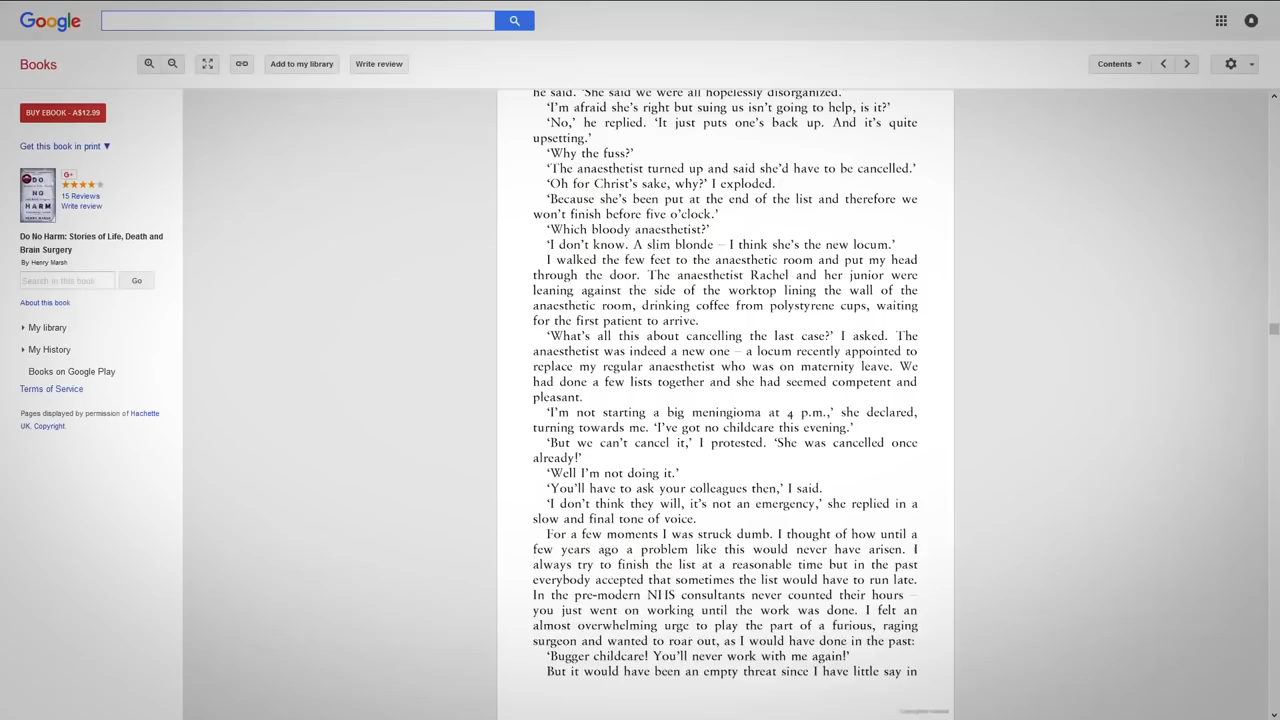 Google
Books
Add to my library
Write review
Contents
BUY EBOOK - A$12.99
Get this book in print ▼
DO
NO
HARM
HENRY MARSH
G+
15 Reviews
Write review
Do No Harm: Stories of Life, Death and
Brain Surgery
By Henry Marsh
Search in this book
Go
About this book
My library
My History
Books on Google Play
Terms of Service
Pages displayed by permission of Hachette
UK. Copyright.
he said. ‘She said we were all hopelessly disorganized.
‘I’m afraid she’s right but suing us isn’t going to help, is it?’
‘No,’ he replied. ‘It just puts one’s back up. And it’s quite
upsetting.’
‘Why the fuss?’
‘The anaesthetist turned up and said she’d have to be cancelled.’
‘Oh for Christ’s sake, why?’ I exploded.
‘Because she’s been put at the end of the list and therefore we
won’t finish before five o’clock.’
‘Which bloody anaesthetist?’
‘I don’t know. A slim blonde – I think she’s the new locum.’
I walked the few feet to the anaesthetic room and put my head
through the door. The anaesthetist Rachel and her junior were
leaning against the side of the worktop lining the wall of the
anaesthetic room, drinking coffee from polystyrene cups, waiting
for the first patient to arrive.
‘What’s all this about cancelling the last case?’ I asked. The
anaesthetist was indeed a new one – a locum recently appointed to
replace my regular anaesthetist who was on maternity leave. We
had done a few lists together and she had seemed competent and
pleasant.
‘I’m not starting a big meningioma at 4 p.m.,’ she declared,
turning towards me. ‘I’ve got no childcare this evening.’
‘But we can’t cancel it,’ I protested. ‘She was cancelled once
already!’
‘Well I’m not doing it.’
‘You’ll have to ask your colleagues then,’ I said.
‘I don’t think they will, it’s not an emergency,’ she replied in a
slow and final tone of voice.
For a few moments I was struck dumb. I thought of how until a
few years ago a problem like this would never have arisen. I
always try to finish the list at a reasonable time but in the past
everybody accepted that sometimes the list would have to run late.
In the pre-modern NHS consultants never counted their hours –
you just went on working until the work was done. I felt an
almost overwhelming urge to play the part of a furious, raging
surgeon and wanted to roar out, as I would have done in the past:
‘Bugger childcare! You’ll never work with me again!’
But it would have been an empty threat since I have little say in